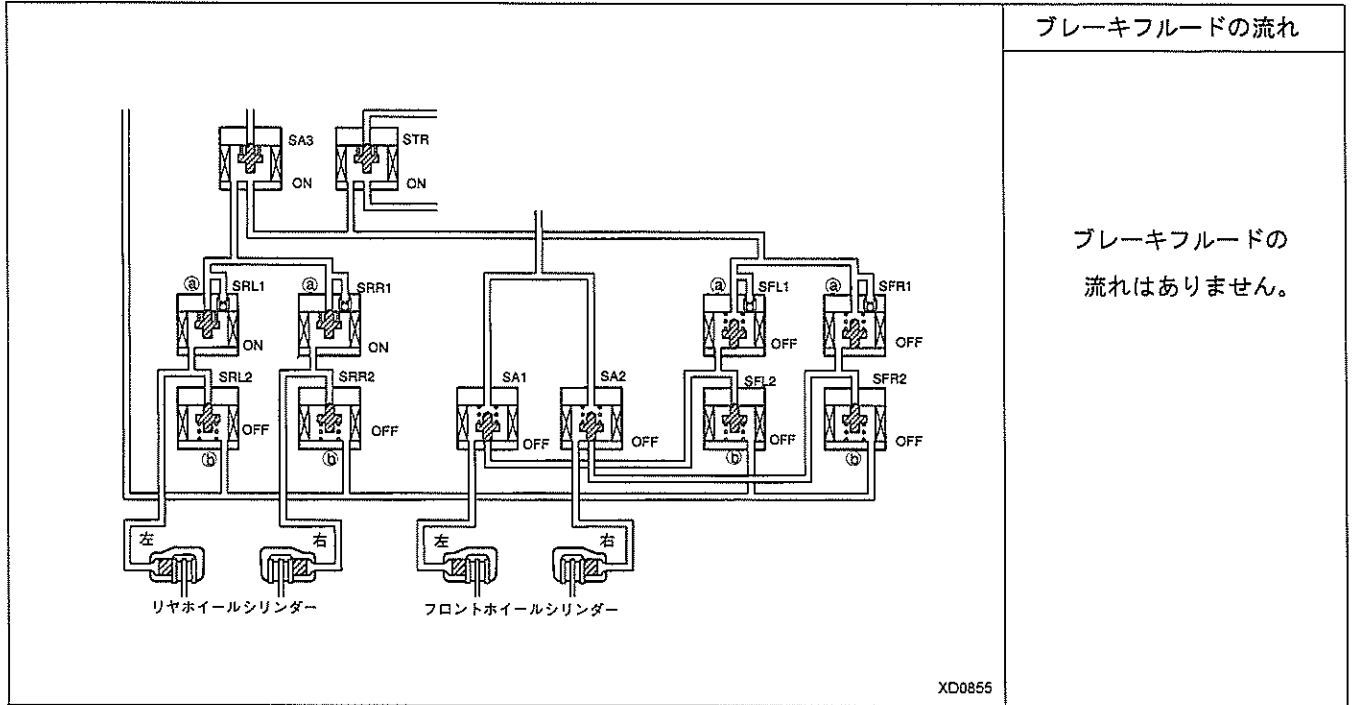 ブレーキフルードの流れ
ブレーキフルードの
流れはありません。
SA3
ON
STR
ON
ⓐ SRL1
ON
ⓐ SRR1
ON
ⓐ SFL1
OFF
ⓐ SFR1
OFF
SRL2
OFF
ⓑ
SRR2
OFF
ⓑ
SA1
OFF
SA2
OFF
SFL2
OFF
ⓑ
SFR2
OFF
ⓑ
左 右
左 右
リヤホイールシリンダー
フロントホイールシリンダー
XD0855